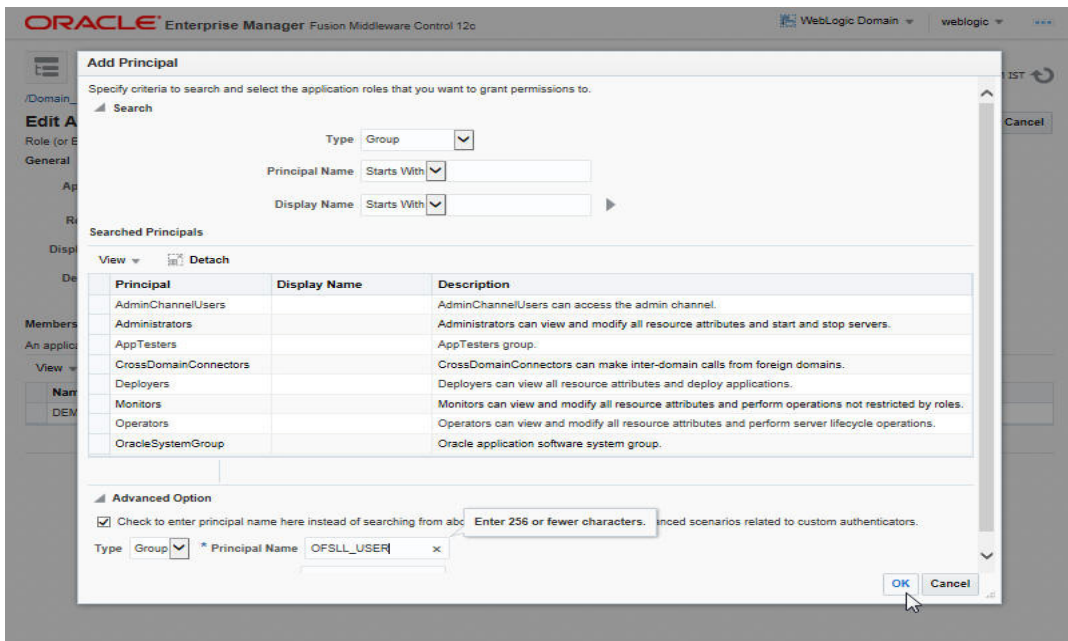 ORACLE Enterprise Manager Fusion Middleware Control 12c
WebLogic Domain weblogic
Add Principal
IST
Specify criteria to search and select the application roles that you want to grant permissions to.
/Domain_
Search
Edit A
Cancel
Role (or E
Type Group
General
Principal Name Starts With
Ap
Display Name Starts With
R
Searched Principals
Displ
View Detach
De
Principal Display Name Description
AdminChannelUsers AdminChannelUsers can access the admin channel.
Members
Administrators Administrators can view and modify all resource attributes and start and stop servers.
An applic
AppTesters AppTesters group.
View
CrossDomainConnectors CrossDomainConnectors can make inter-domain calls from foreign domains.
Nam
Deployers Deployers can view all resource attributes and deploy applications.
DEM
Monitors Monitors can view and modify all resource attributes and perform operations not restricted by roles.
Operators Operators can view and modify all resource attributes and perform server lifecycle operations.
OracleSystemGroup Oracle application software system group.
Advanced Option
Check to enter principal name here instead of searching from abo Enter 256 or fewer characters. anced scenarios related to custom authenticators.
Type Group * Principal Name OFSLL_USER x
OK Cancel